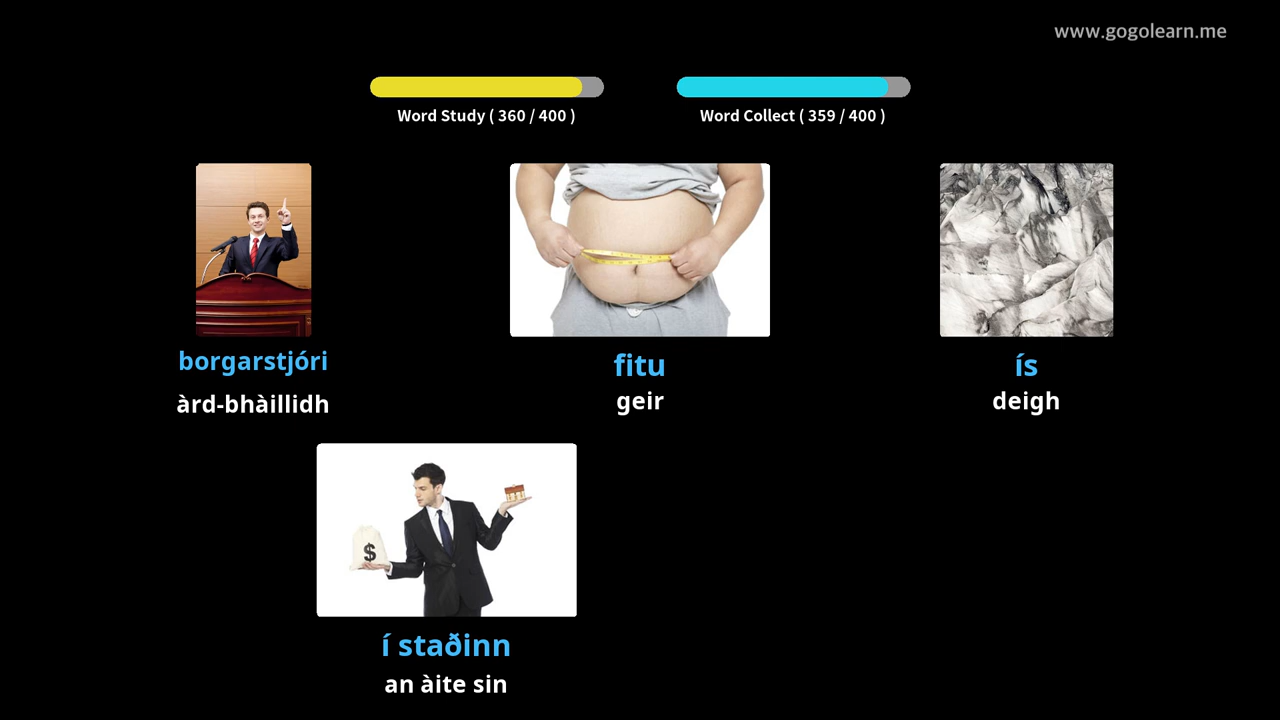 www.gogolearn.me
Word Study ( 360 / 400 )
Word Collect ( 359 / 400 )
borgarstjóri
àrd-bhàillidh
fitu
geir
ís
deigh
$
í staðinn
an àite sin